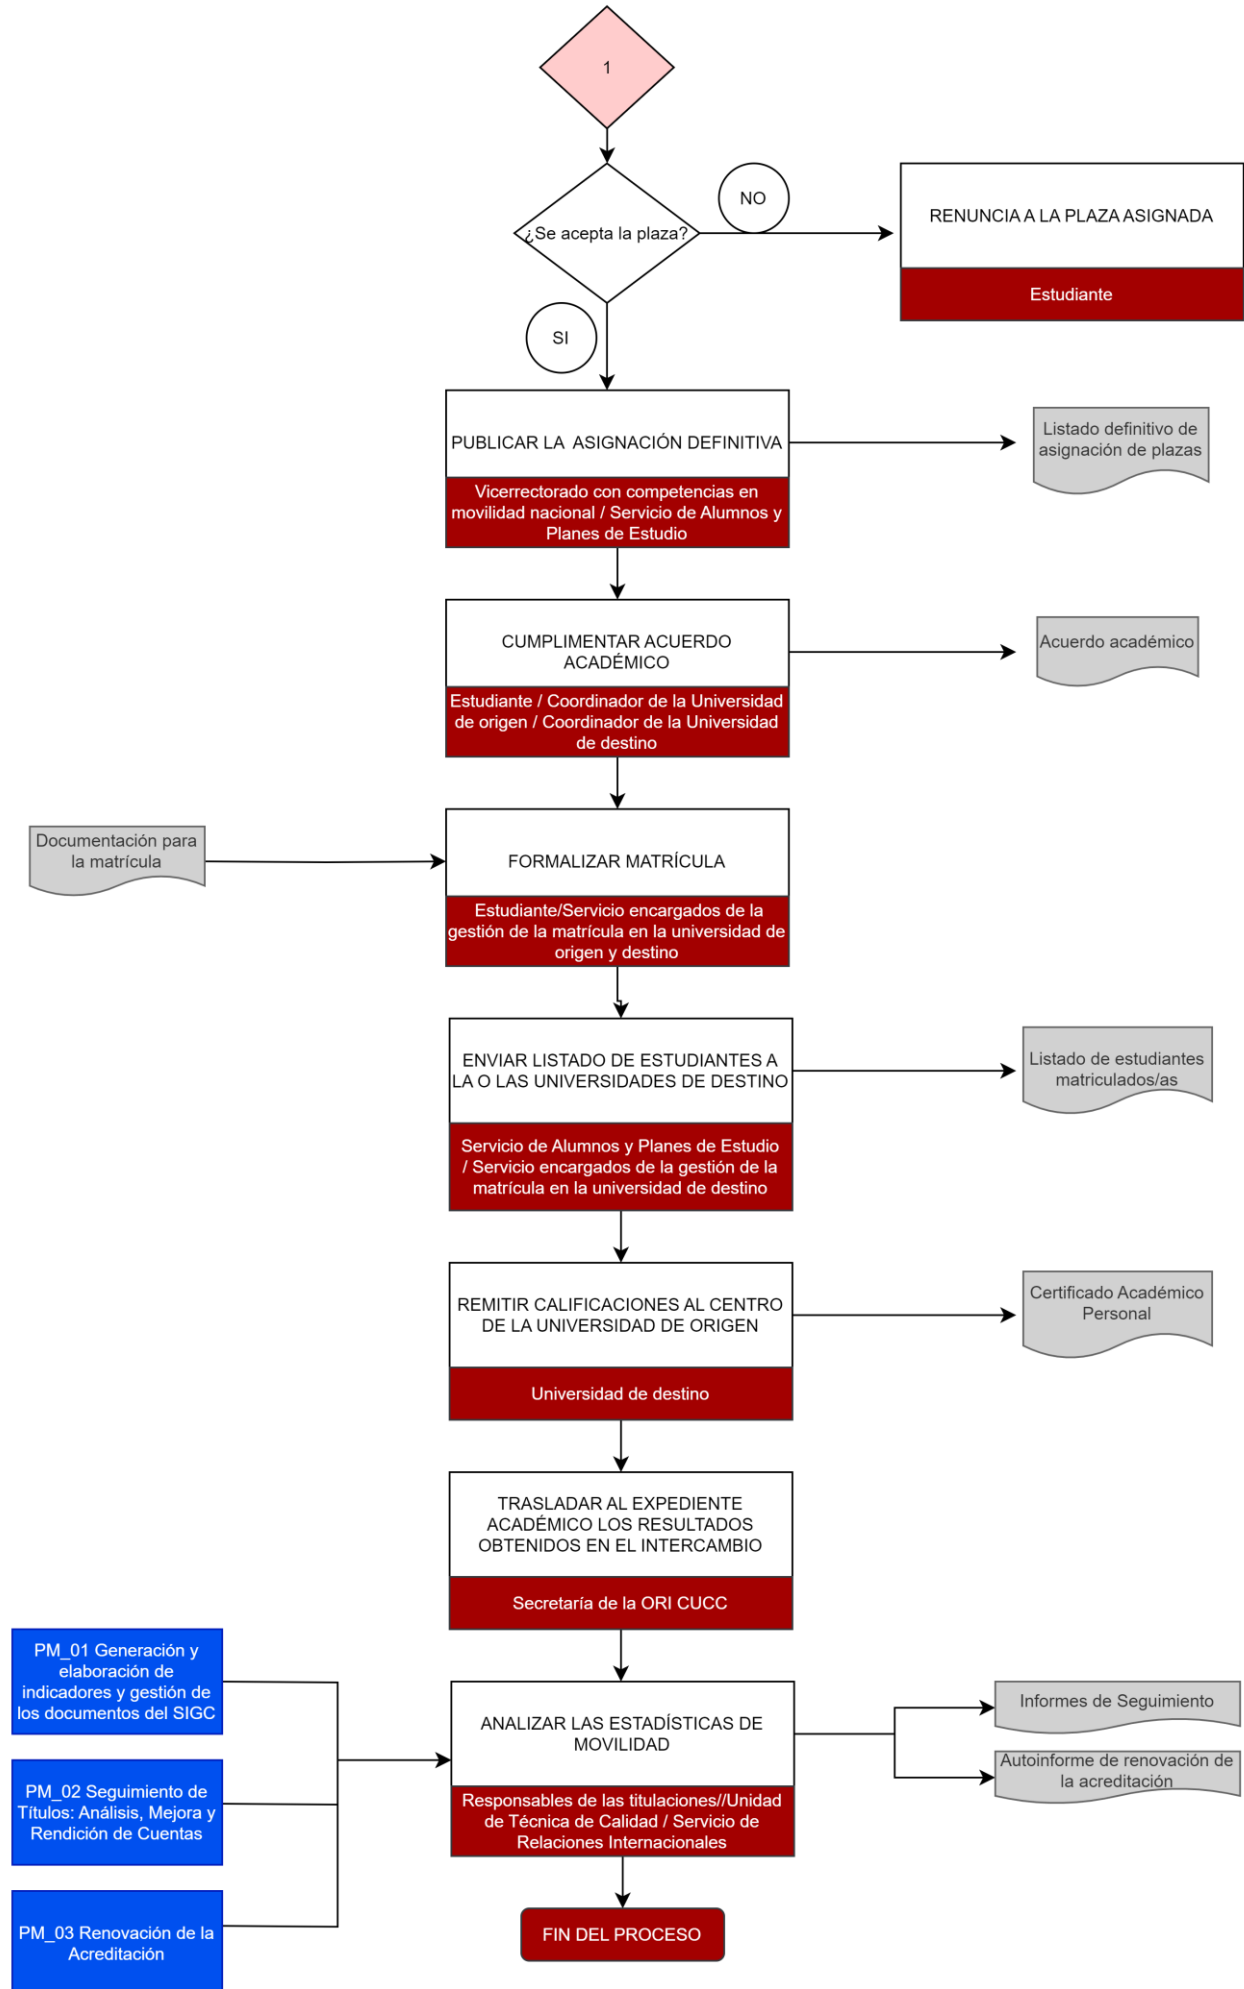 1
NO
¿Se acepta la plaza?
RENUNCIA A LA PLAZA ASIGNADA
Estudiante
SI
PUBLICAR LA ASIGNACIÓN DEFINITIVA
Vicerrectorado con competencias en
movilidad nacional / Servicio de Alumnos y
Planes de Estudio
Listado definitivo de
asignación de plazas
CUMPLIMENTAR ACUERDO
ACADÉMICO
Estudiante / Coordinador de la Universidad
de origen / Coordinador de la Universidad
de destino
Acuerdo académico
Documentación para
la matrícula
FORMALIZAR MATRÍCULA
Estudiante/Servicio encargados de la
gestión de la matrícula en la universidad de
origen y destino
ENVIAR LISTADO DE ESTUDIANTES A
LA O LAS UNIVERSIDADES DE DESTINO
Servicio de Alumnos y Planes de Estudio
/ Servicio encargados de la gestión de la
matrícula en la universidad de destino
Listado de estudiantes
matriculados/as
REMITIR CALIFICACIONES AL CENTRO
DE LA UNIVERSIDAD DE ORIGEN
Universidad de destino
Certificado Académico
Personal
TRASLADAR AL EXPEDIENTE
ACADÉMICO LOS RESULTADOS
OBTENIDOS EN EL INTERCAMBIO
Secretaría de la ORI CUCC
PM_01 Generación y
elaboración de
indicadores y gestión de
los documentos del SIGC
PM_02 Seguimiento de
Títulos: Análisis, Mejora y
Rendición de Cuentas
PM_03 Renovación de la
Acreditación
ANALIZAR LAS ESTADÍSTICAS DE
MOVILIDAD
Responsables de las titulaciones//Unidad
de Técnica de Calidad / Servicio de
Relaciones Internacionales
Informes de Seguimiento
Autoinforme de renovación de
la acreditación
FIN DEL PROCESO